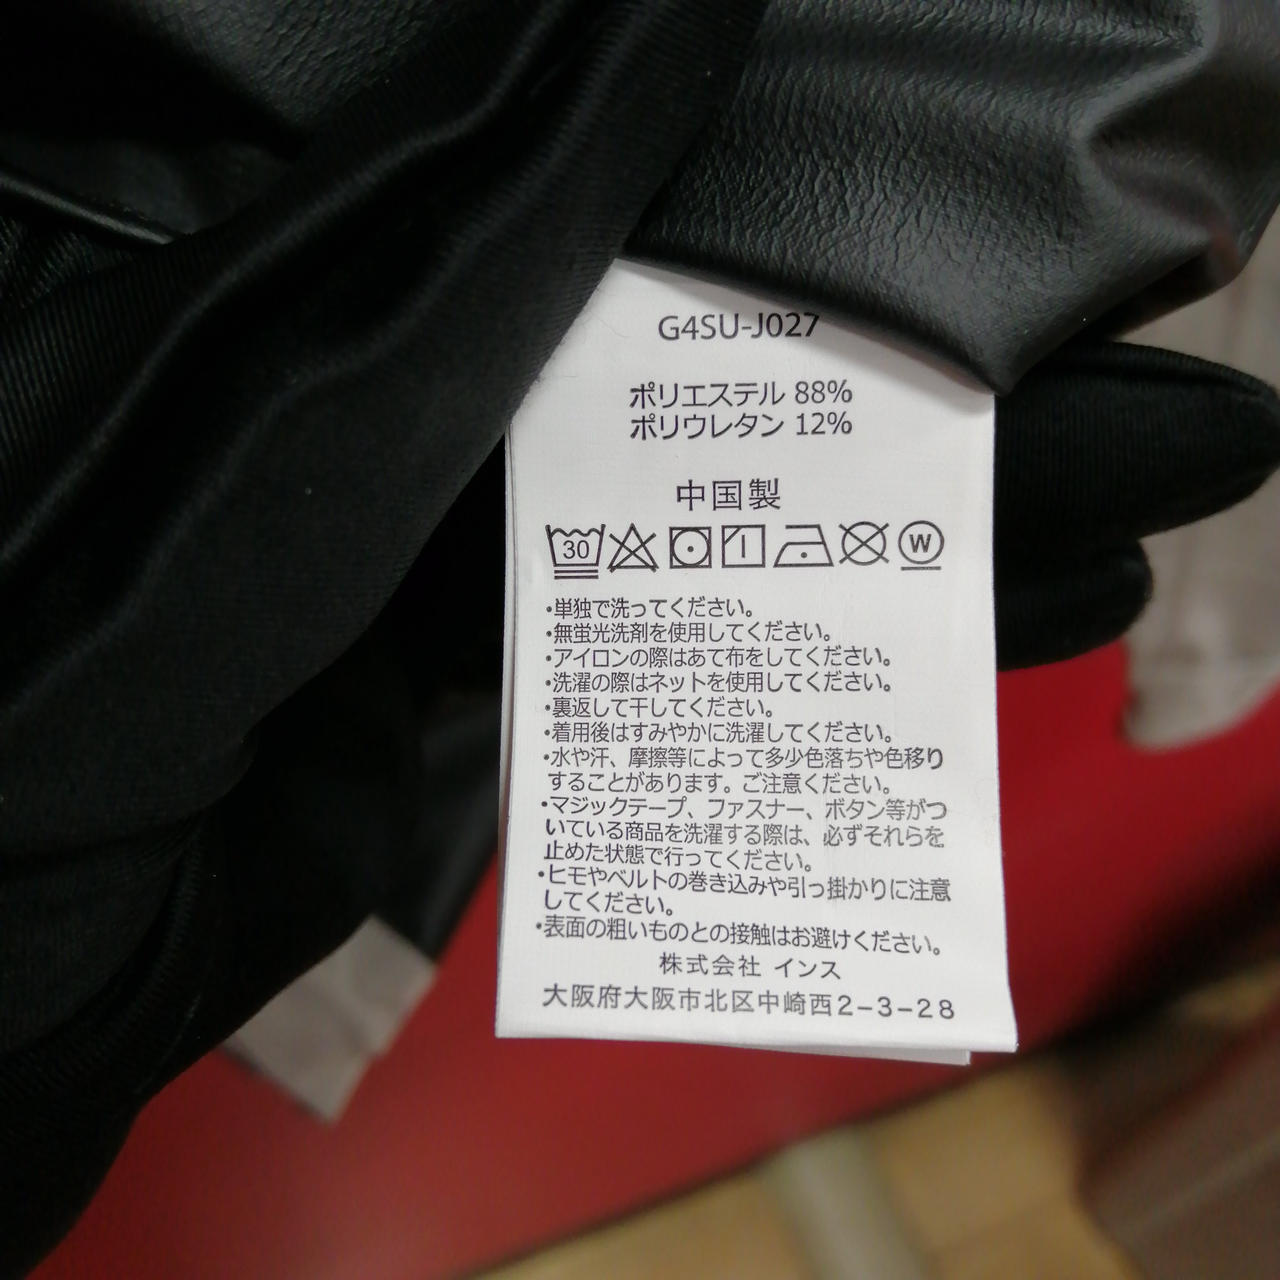 G4SU-J027
ポリエステル 88%
ポリウレタン 12%
中国製
30 W
・単独で洗ってください。
・無蛍光洗剤を使用してください。
・アイロンの際はあて布をしてください。
・洗濯の際はネットを使用してください。
・裏返して干してください。
・着用後はすみやかに洗濯してください。
・水や汗、摩擦等によって多少色落ちや色移り
することがあります。ご注意ください。
・マジックテープ、ファスナー、ボタン等がつ
いている商品を洗濯する際は、必ずそれらを
止めた状態で行ってください。
・ヒモやベルトの巻き込みや引っ掛かりに注意
してください。
・表面の粗いものとの接触はお避けください。
株式会社 インス
大阪府大阪市北区中崎西2-3-28